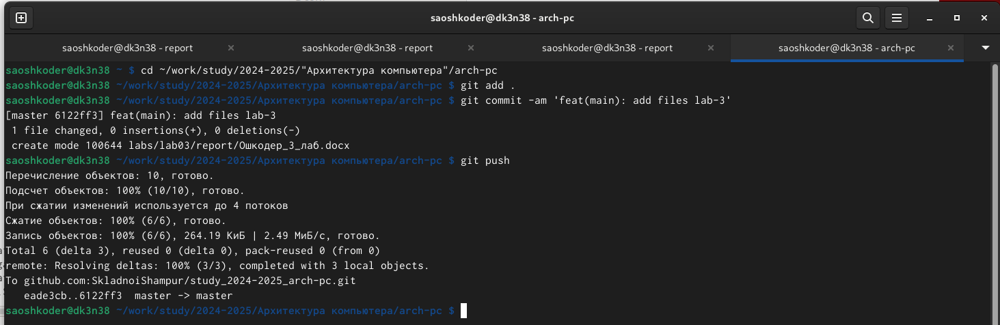 saoshkoder@dk3n38 - arch-pc
saoshkoder@dk3n38 - report
saoshkoder@dk3n38 - report
saoshkoder@dk3n38 - report
saoshkoder@dk3n38 - arch-pc
saoshkoder@dk3n38 ~ $ cd ~/work/study/2024-2025/"Архитектура компьютера"/arch-pc
saoshkoder@dk3n38 ~/work/study/2024-2025/Архитектура компьютера/arch-pc $ git add .
saoshkoder@dk3n38 ~/work/study/2024-2025/Архитектура компьютера/arch-pc $ git commit -am 'feat(main): add files lab-3'
[master 6122ff3] feat(main): add files lab-3
 1 file changed, 0 insertions(+), 0 deletions(-)
 create mode 100644 labs/lab03/report/Ошкодер_3_лаб.docx
saoshkoder@dk3n38 ~/work/study/2024-2025/Архитектура компьютера/arch-pc $ git push
Перечисление объектов: 10, готово.
Подсчет объектов: 100% (10/10), готово.
При сжатии изменений используется до 4 потоков
Сжатие объектов: 100% (6/6), готово.
Запись объектов: 100% (6/6), 264.19 КиБ | 2.49 МиБ/с, готово.
Total 6 (delta 3), reused 0 (delta 0), pack-reused 0 (from 0)
remote: Resolving deltas: 100% (3/3), completed with 3 local objects.
To github.com:SkladnoiShampur/study_2024-2025_arch-pc.git
   eade3cb..6122ff3  master -> master
saoshkoder@dk3n38 ~/work/study/2024-2025/Архитектура компьютера/arch-pc $